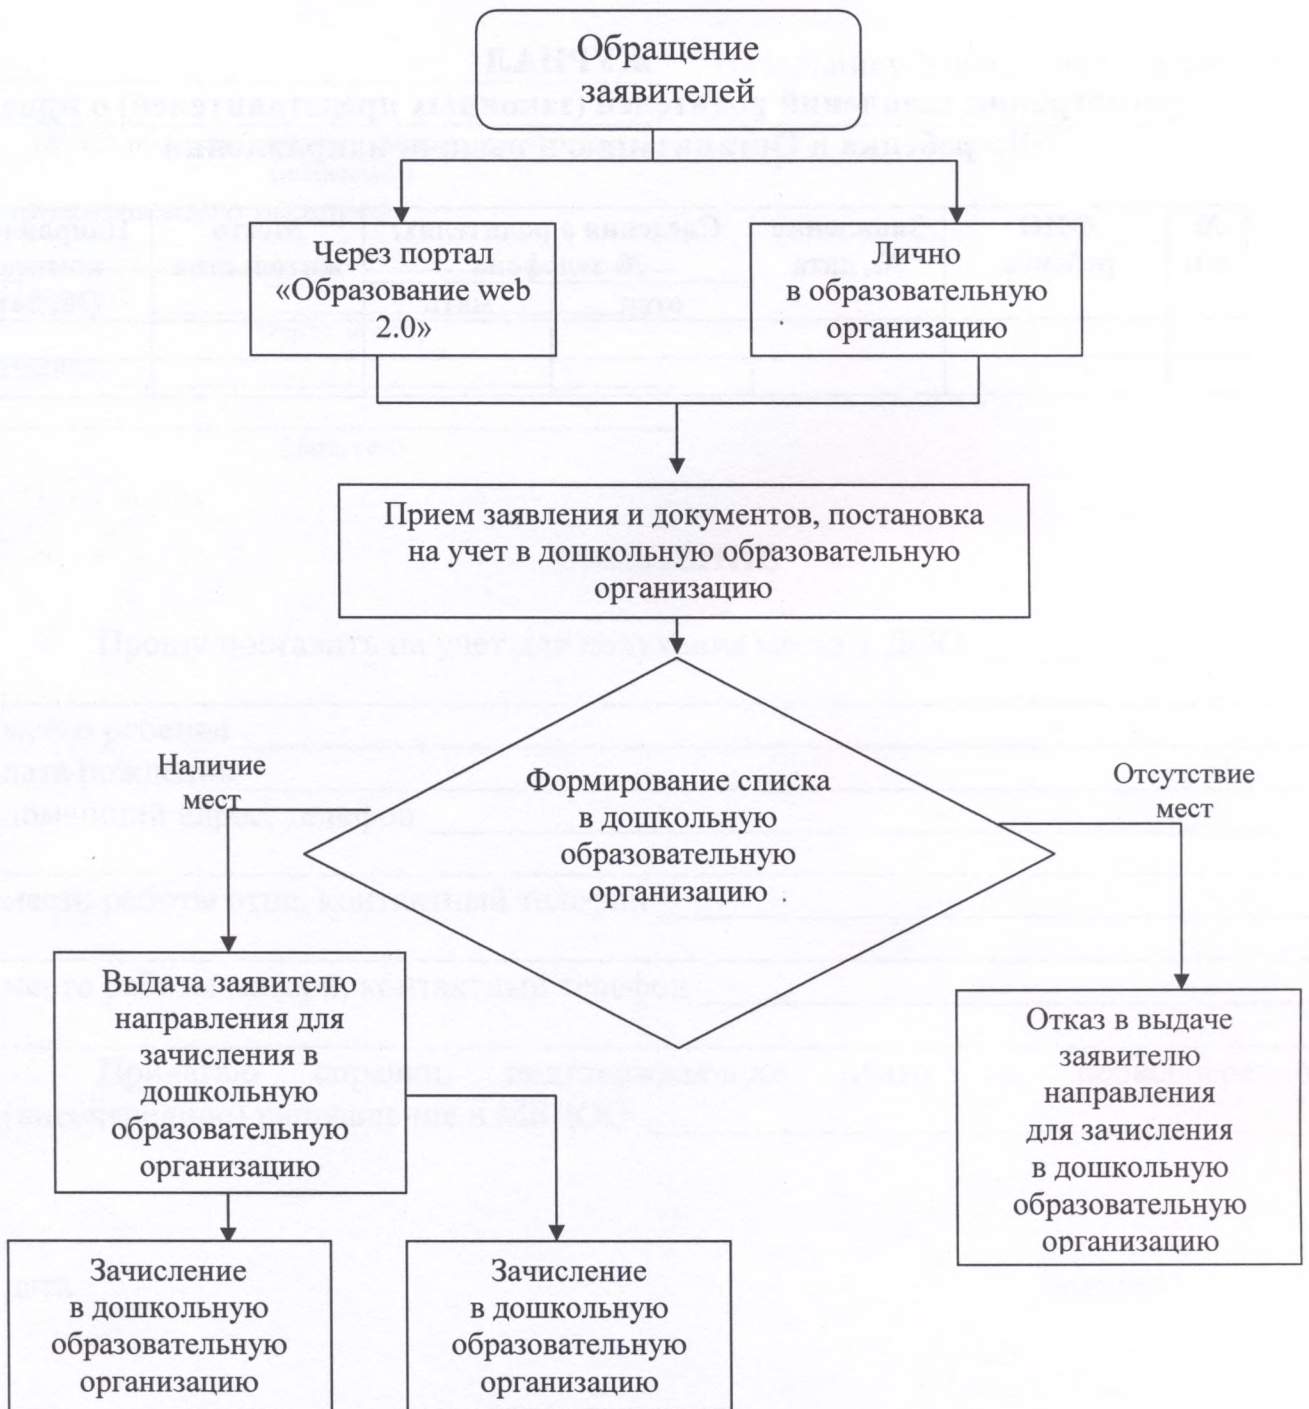 Обращение
заявителей
Через портал
«Образование web
2.0»
Лично
в образовательную
организацию
Прием заявления и документов, постановка
на учет в дошкольную образовательную
организацию
Наличие
мест
Формирование списка
в дошкольную
образовательную
организацию
Отсутствие
мест
Выдача заявителю
направления для
зачисления в
дошкольную
образовательную
организацию
Отказ в выдаче
заявителю
направления
для зачисления
в дошкольную
образовательную
организацию
Зачисление
в дошкольную
образовательную
организацию
Зачисление
в дошкольную
образовательную
организацию